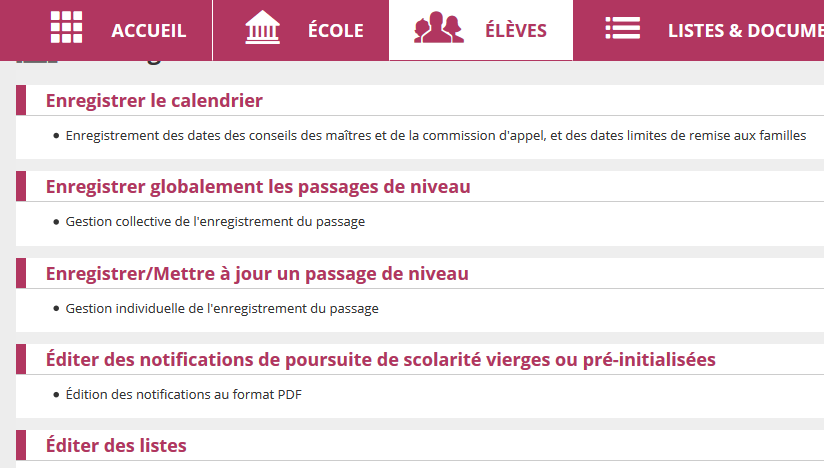 ACCUEIL
ÉCOLE
ÉLÈVES
LISTES & DOCUME
Enregistrer le calendrier
• Enregistrement des dates des conseils des maîtres et de la commission d'appel, et des dates limites de remise aux familles
Enregistrer globalement les passages de niveau
• Gestion collective de l'enregistrement du passage
Enregistrer/Mettre à jour un passage de niveau
• Gestion individuelle de l'enregistrement du passage
Éditer des notifications de poursuite de scolarité vierges ou pré-initialisées
• Édition des notifications au format PDF
Éditer des listes